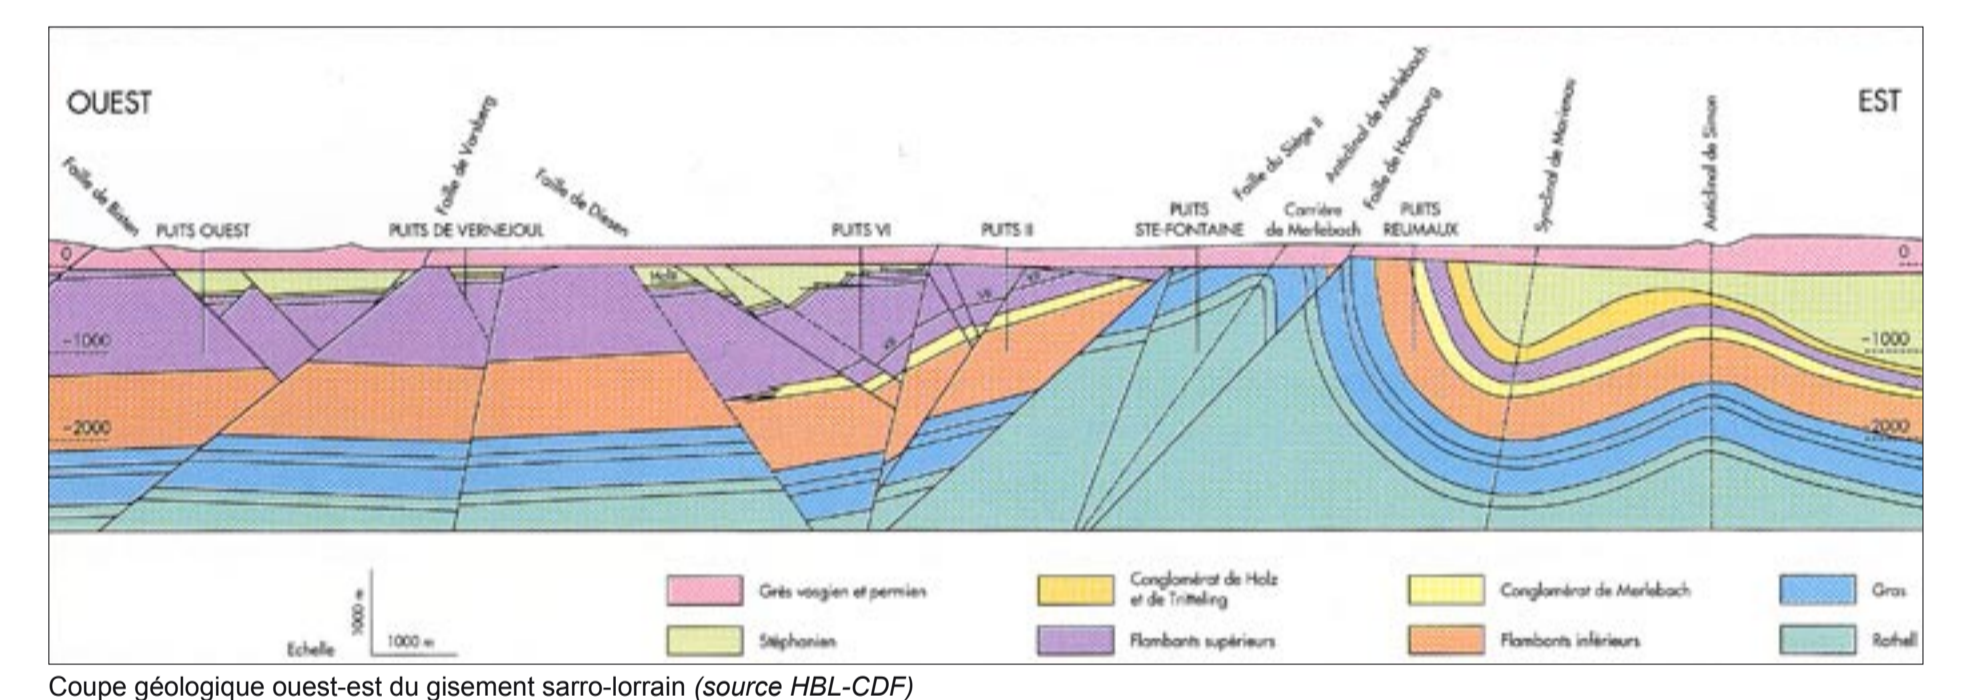 OUEST
EST
Faille de Bisten
PUITS OUEST
Faille de Varsberg
PUITS DE VERNEJOUL
Faille de Diesen
PUITS VI
PUITS II
PUITS
STE-FONTAINE
Faille du Siège II
Carrière
de Merlebach
Anticlinal de Merlebach
Faille de Hombourg
PUITS
REUMAUX
Synclinal de Marienau
Anticlinal de Simon
0
-1000
-2000
Holz
0
-1000
-2000
Echelle
1000 m
1000 m
Grès vosgien et permien
Stéphanien
Conglomérat de Holz
et de Tritteling
Flambants supérieurs
Conglomérat de Merlebach
Flambants inférieurs
Gras
Rothell
Coupe géologique ouest-est du gisement sarro-lorrain (source HBL-CDF)